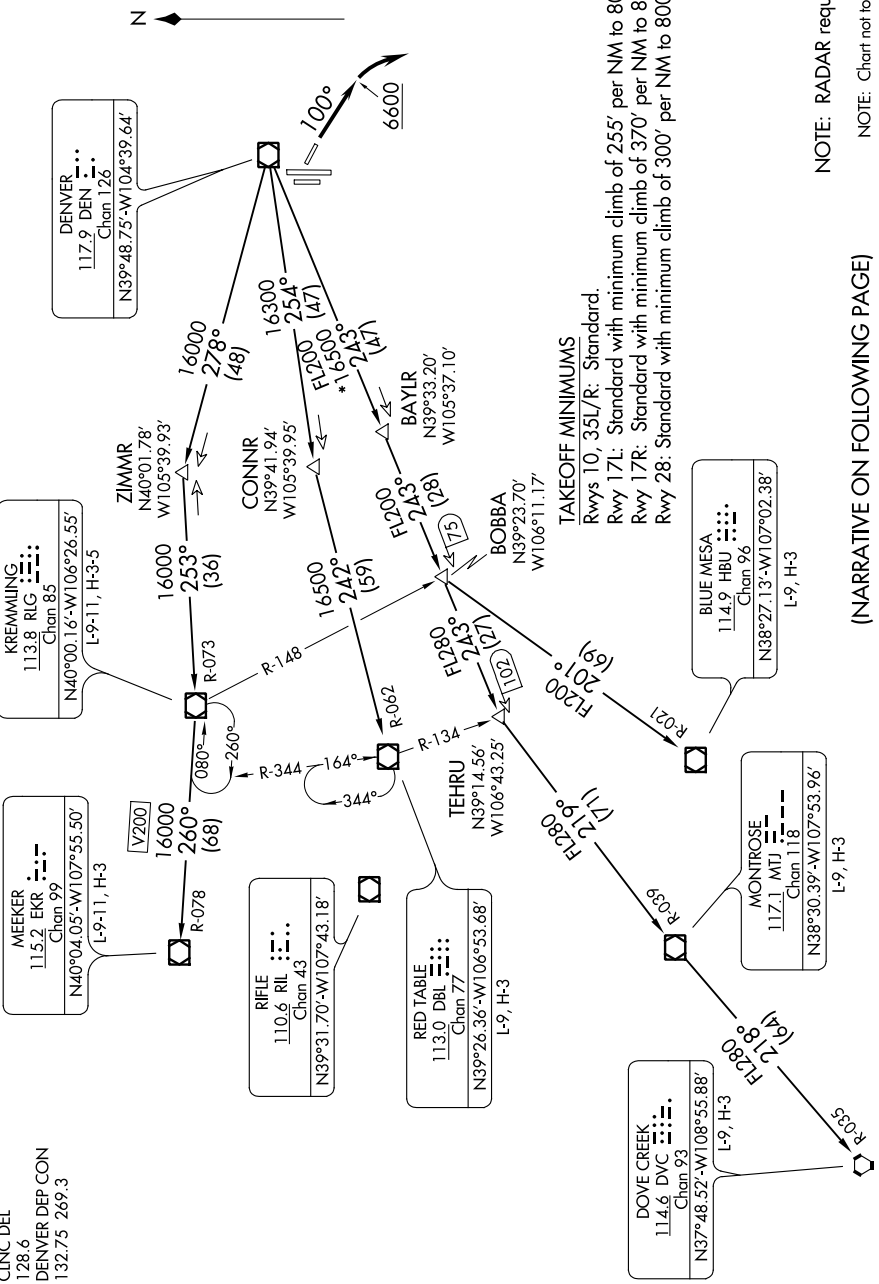 CLNC DEL
128.6
DENVER DEP CON
132.75 269.3
MEEKER
115.2 EKR
Chan 99
N40°04.05'-W107°55.50'
L-9-11, H-3
KREMMLING
113.8 RLG
Chan 85
N40°00.16'-W106°26.55'
L-9-11, H-3-5
DENVER
117.9 DEN
Chan 126
N39°48.75'-W104°39.64'
N
V200
16000
260°
(68)
R-078
080°
260°
R-073
16000
253°
(36)
ZIMMR
N40°01.78'
W105°39.93'
16000
278°
(48)
100°
6600
RIFLE
110.6 RIL
Chan 43
N39°31.70'-W107°43.18'
R-344
164°
344°
R-148
R-062
16500
242°
(59)
CONNR
N39°41.94'
W105°39.95'
16300
254°
(47)
FL200
*16500
243°
(47)
BAYLR
N39°33.20'
W105°37.10'
RED TABLE
113.0 DBL
Chan 77
N39°26.36'-W106°53.68'
L-9, H-3
R-134
TEHRU
N39°14.56'
W106°43.25'
102
FL280
243°
(27)
75
FL200
243°
(28)
BOBBA
N39°23.70'
W106°11.17'
FL280
219°
(71)
R-039
FL200
201°
(69)
R-021
TAKEOFF MINIMUMS
Rwys 10, 35L/R: Standard.
Rwy 17L: Standard with minimum climb of 255' per NM to
Rwy 17R: Standard with minimum climb of 370' per NM to
Rwy 28: Standard with minimum climb of 300' per NM to
BLUE MESA
114.9 HBU
Chan 96
N38°27.13'-W107°02.38'
L-9, H-3
MONTROSE
117.1 MTJ
Chan 118
N38°30.39'-W107°53.96'
L-9, H-3
DOVE CREEK
114.6 DVC
Chan 93
N37°48.52'-W108°55.88'
L-9, H-3
FL280
218°
(64)
R-035
NOTE: RADAR
NOTE: Chart not to
(NARRATIVE ON FOLLOWING PAGE)